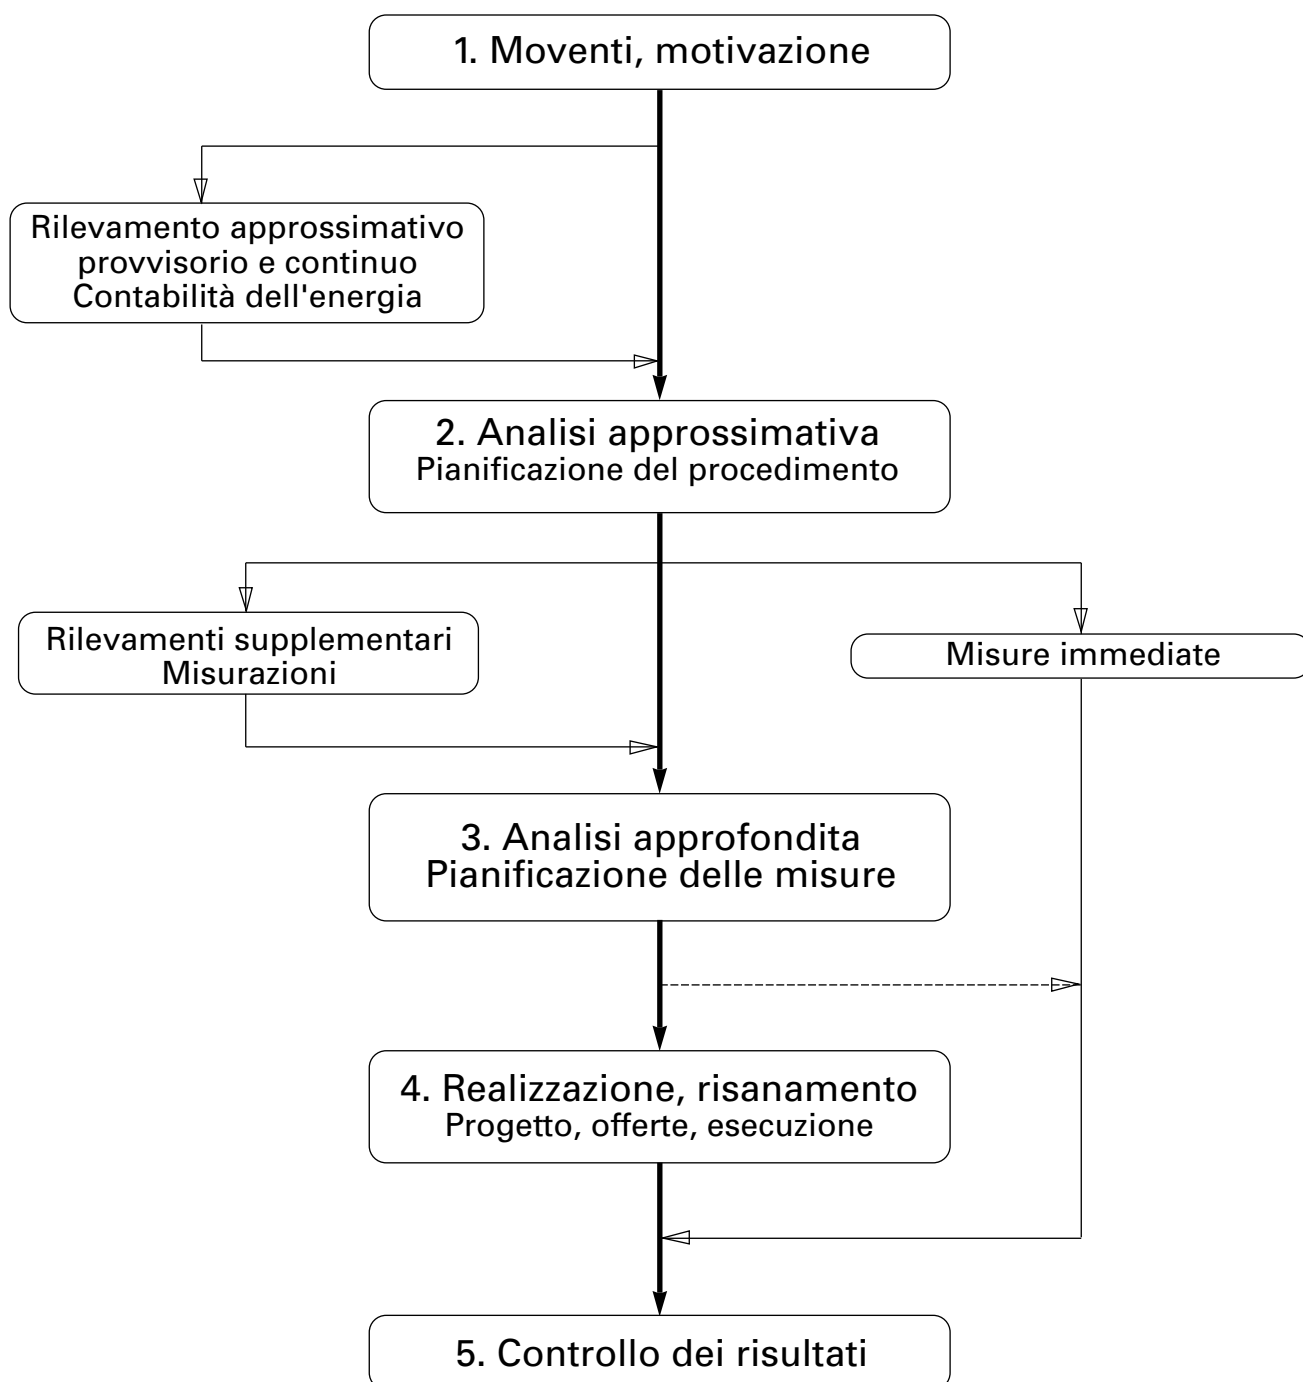 1. Moventi, motivazione
Rilevamento approssimativo
provvisorio e continuo
Contabilità dell'energia
2. Analisi approssimativa
Pianificazione del procedimento
Rilevamenti supplementari
Misurazioni
Misure immediate
3. Analisi approfondita
Pianificazione delle misure
4. Realizzazione, risanamento
Progetto, offerte, esecuzione
5. Controllo dei risultati